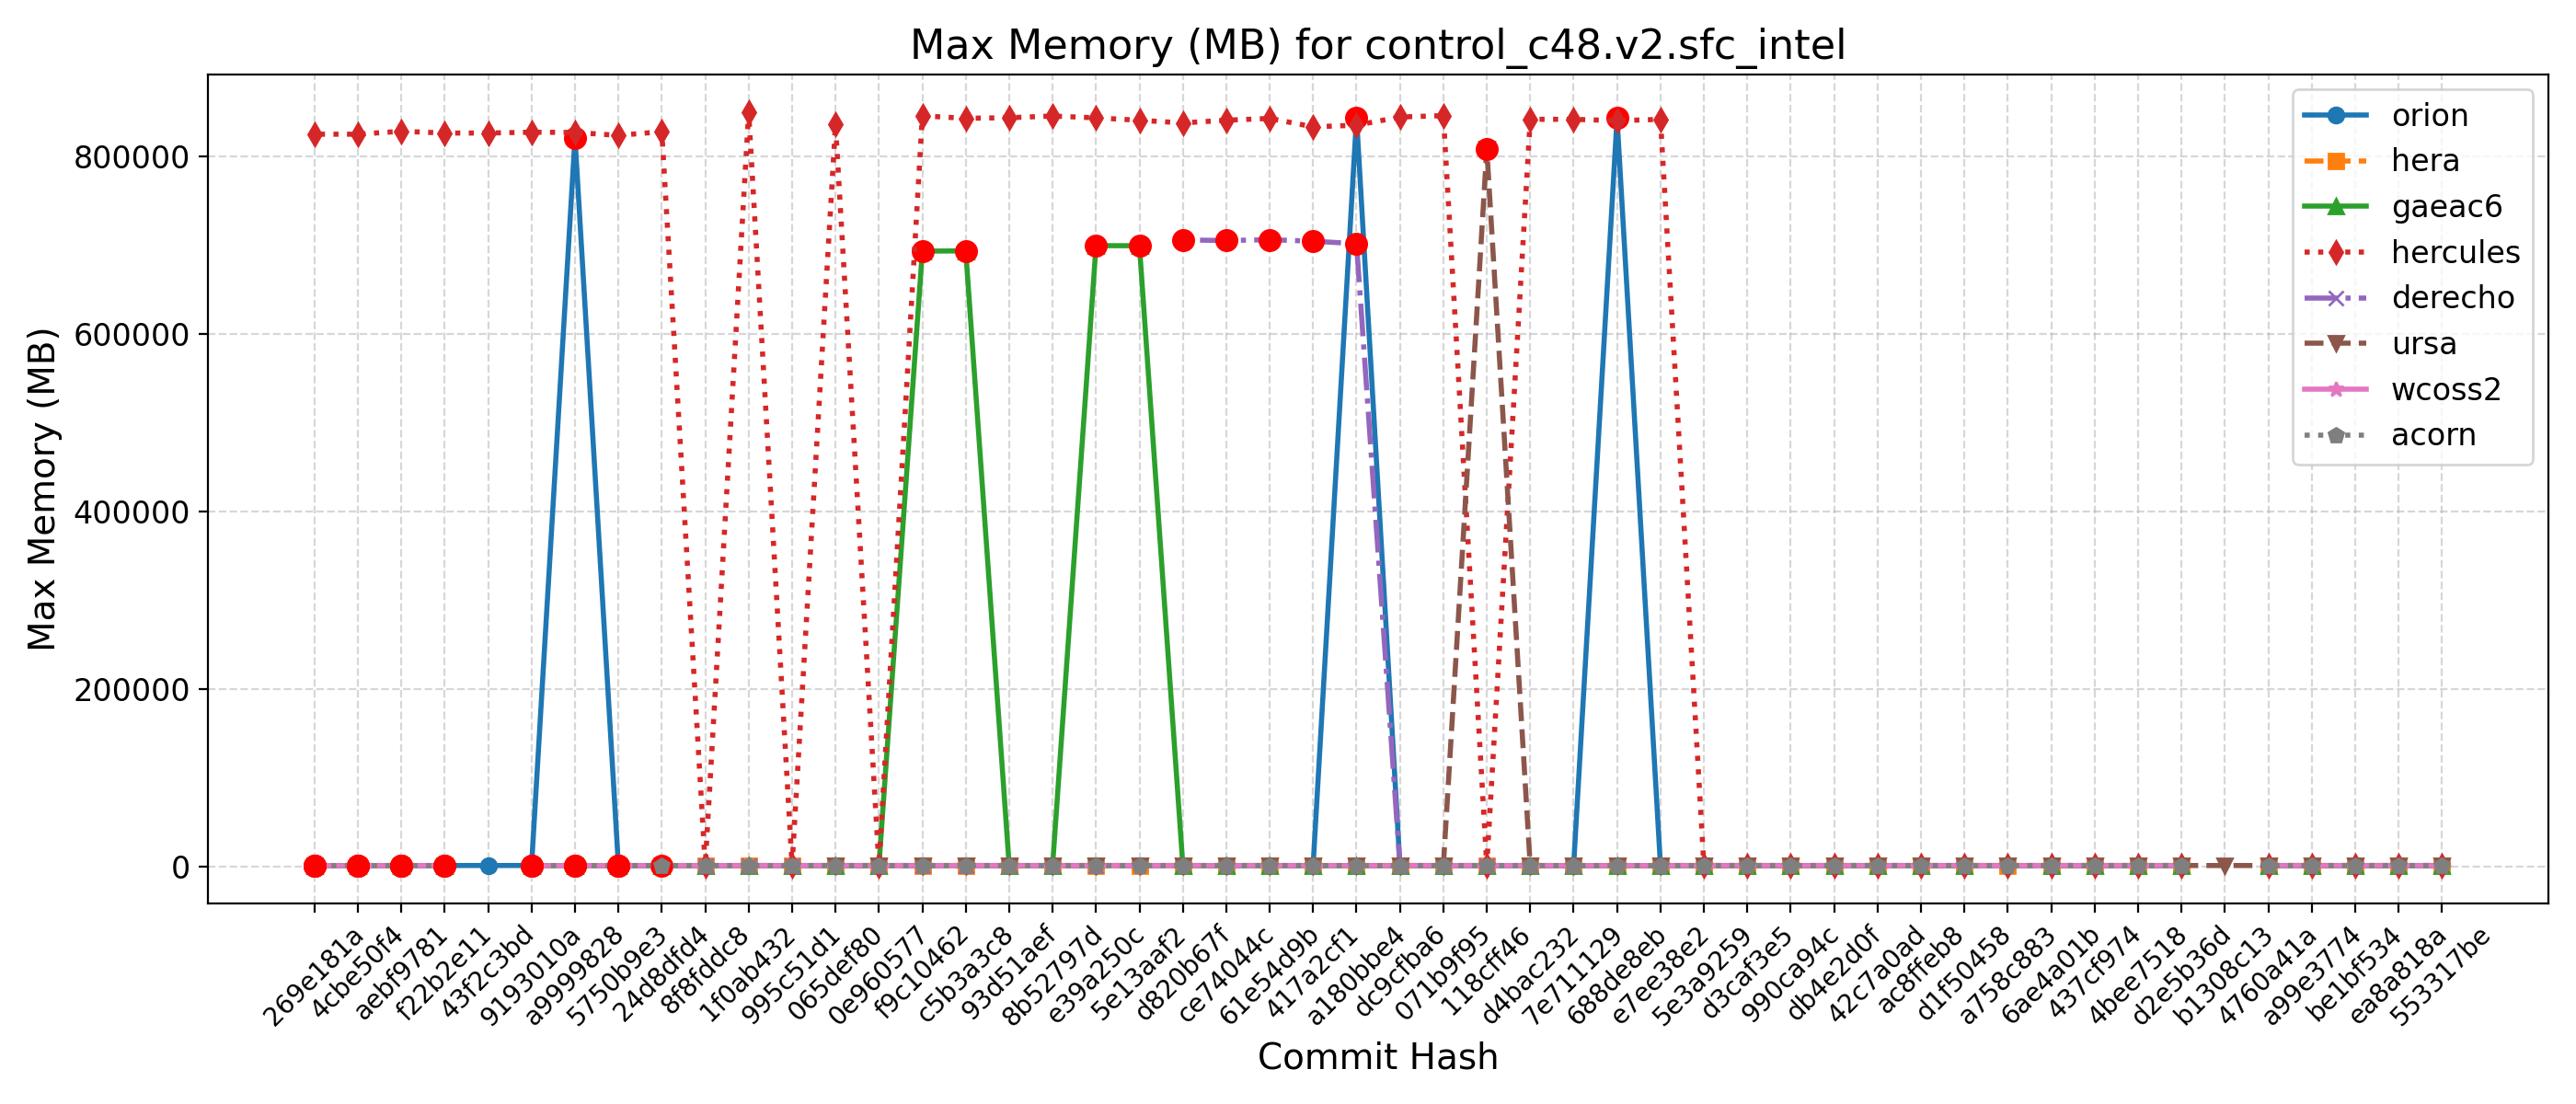 Max Memory (MB) for control_c48.v2.sfc_intel
Max Memory (MB)
800000
600000
400000
200000
0
orion
hera
gaeac6
hercules
derecho
ursa
wcoss2
acorn
269e181a
4cbe50f4
aebf9781
f22b2e11
43f2c3bd
9193010a
a9999828
5750b9e3
24d8dfd4
8f8fddc8
1f0ab432
995c51d1
065def80
0e960577
f9c10462
c5b3a3c8
93d51aef
8b52797d
e39a250c
5e13aaf2
d820b67f
ce74044c
61e54d9b
417a2cf1
a180bbe4
dc9cfba6
071b9f95
118cff46
d4bac232
7e711129
688de8eb
e7ee38e2
5e3a9259
d3caf3e5
990ca94c
db4e2d0f
42c7a0ad
ac8ffeb8
d1f50458
a758c883
6ae4a01b
437cf974
4bee7518
d2e5b36d
b1308c13
4760a41a
a99e3774
be1bf534
ea8a818a
553317be
Commit Hash